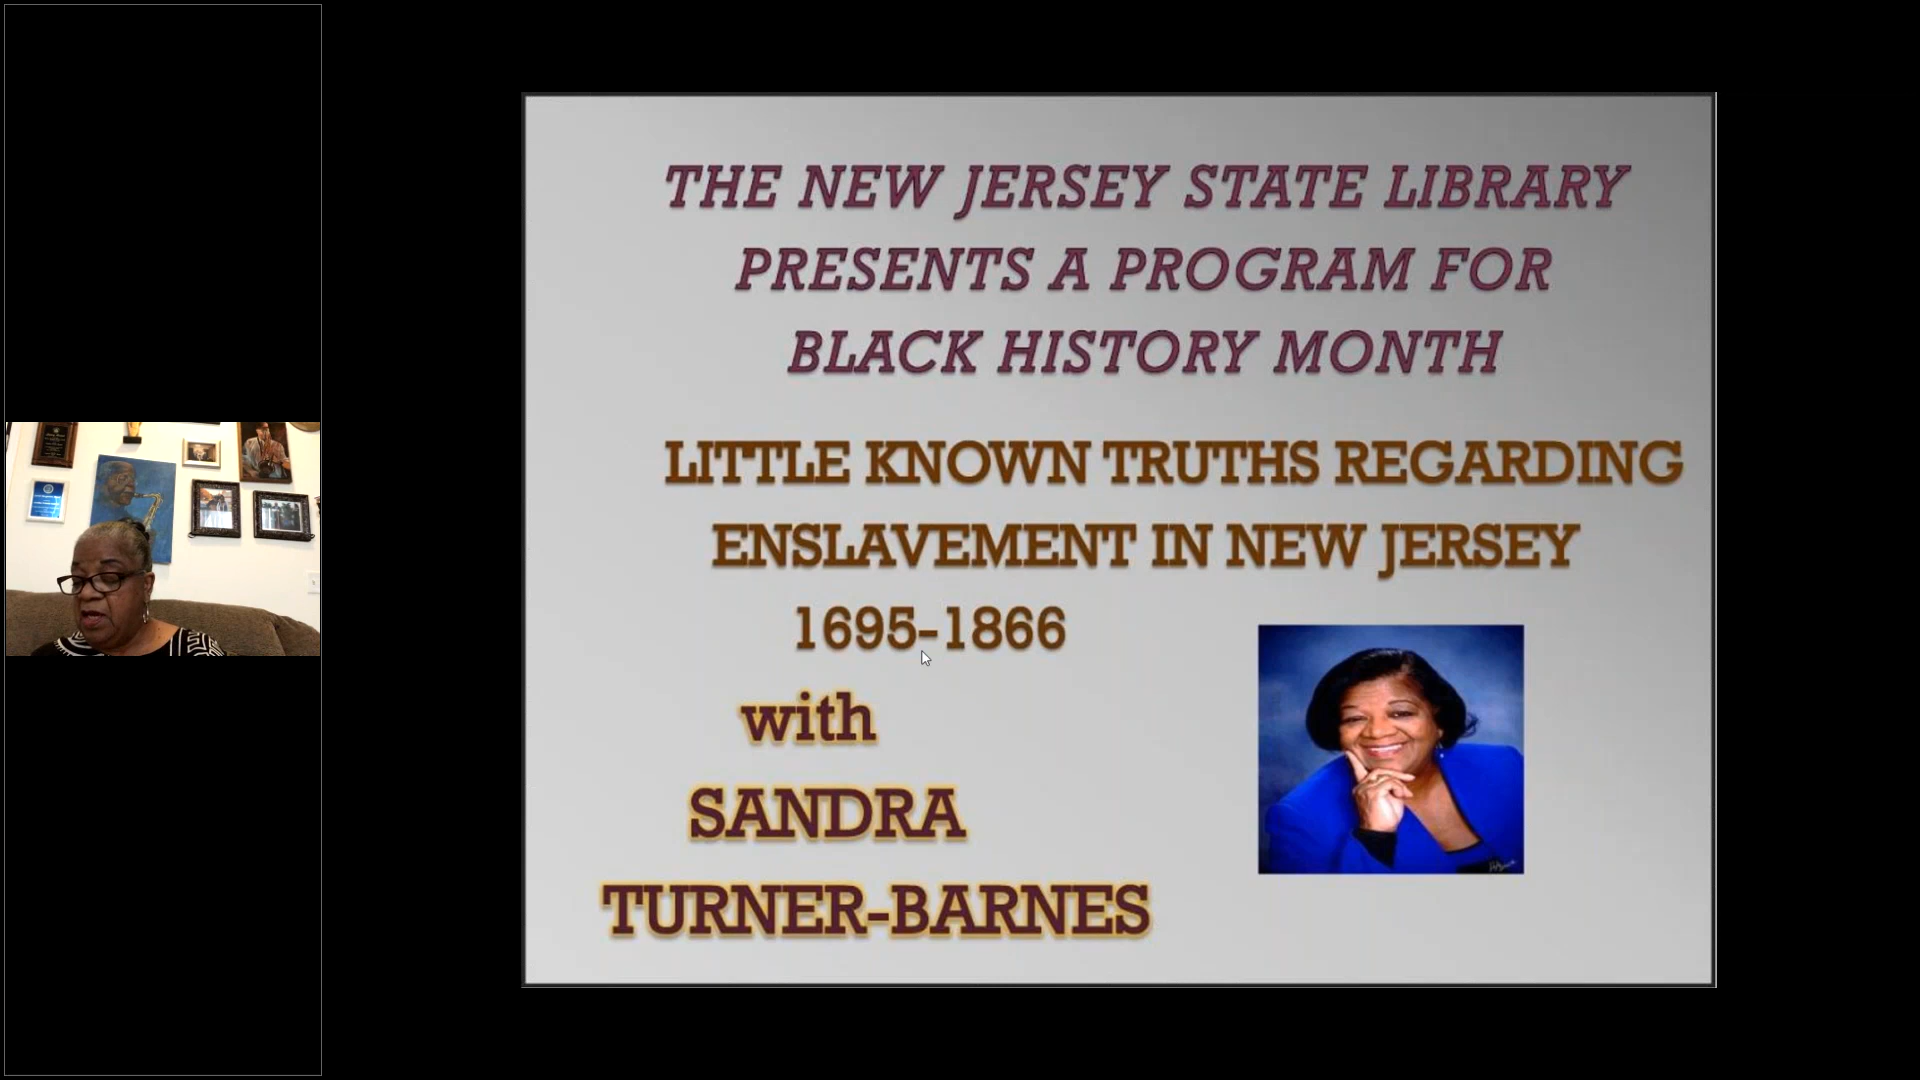 THE NEW JERSEY STATE LIBRARY
PRESENTS A PROGRAM FOR
BLACK HISTORY MONTH
LITTLE KNOWN TRUTHS REGARDING
ENSLAVEMENT IN NEW JERSEY
1695-1866
with
SANDRA
TURNER-BARNES